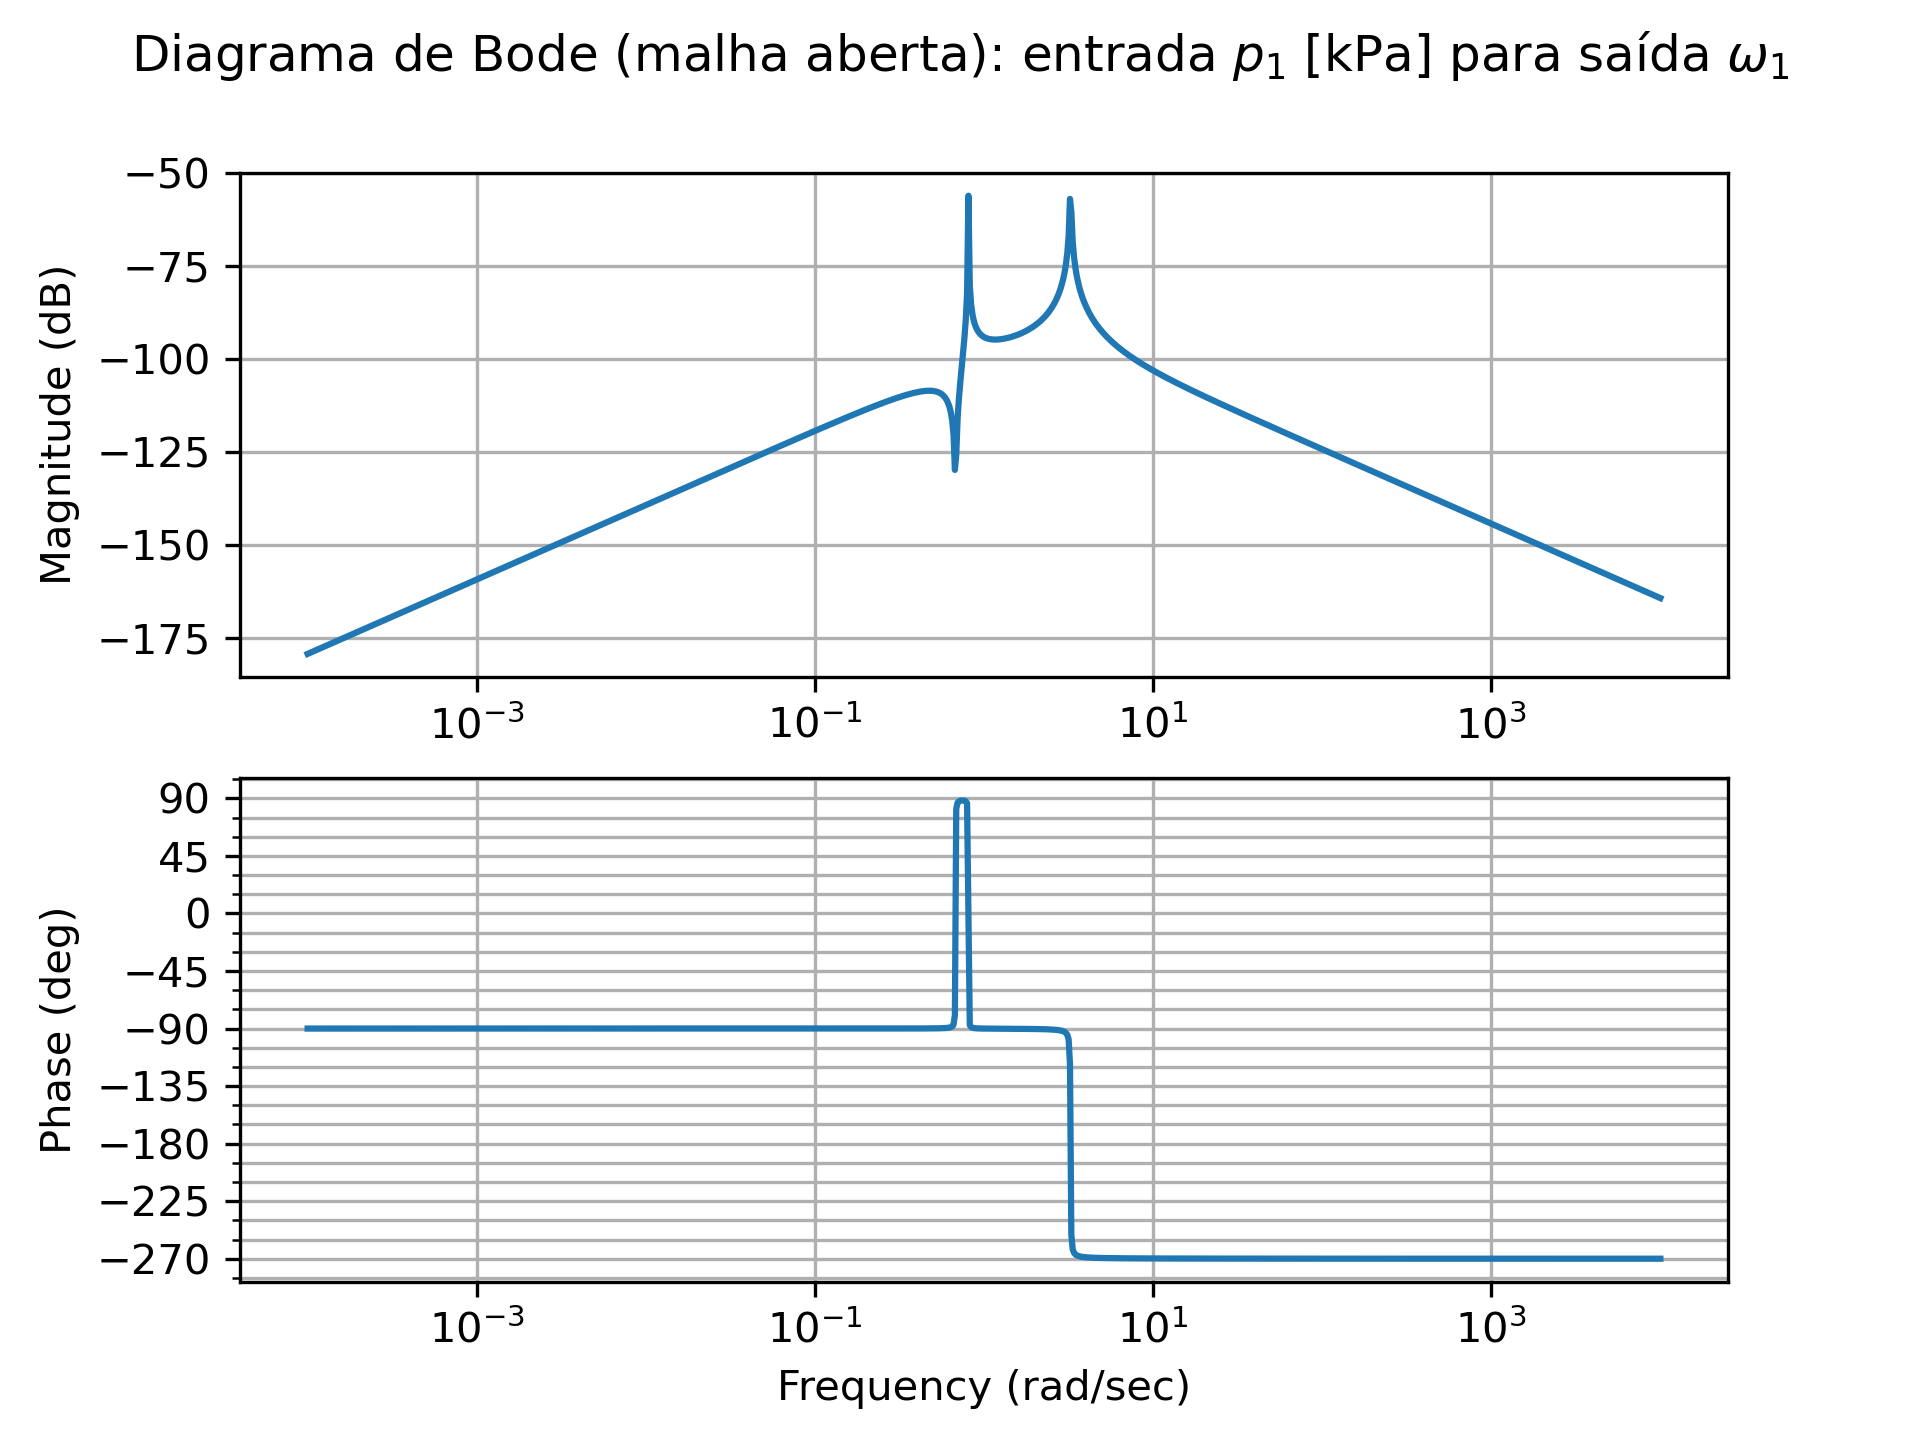 Diagrama de Bode (malha aberta): entrada p₁ [kPa] para saída ω₁
Magnitude (dB)
−50
−75
−100
−125
−150
−175
10⁻³ 10⁻¹ 10¹ 10³
Phase (deg)
90
45
0
−45
−90
−135
−180
−225
−270
10⁻³ 10⁻¹ 10¹ 10³
Frequency (rad/sec)